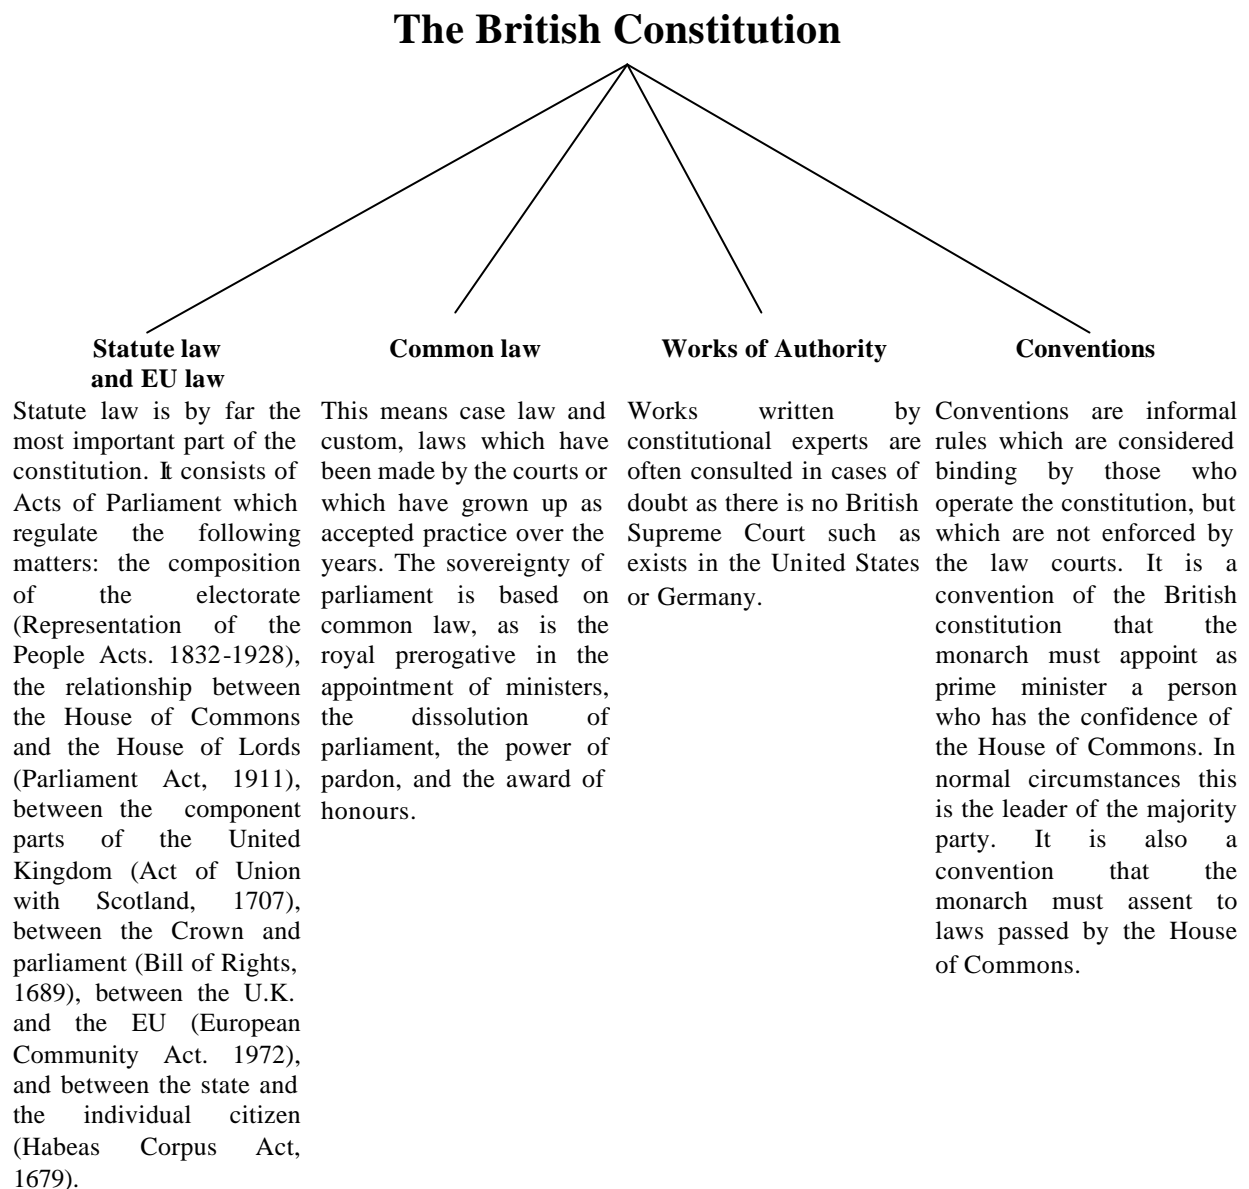 The British Constitution
Statute law
and EU law
Statute law is by far the
most important part of the
constitution. It consists of
Acts of Parliament which
regulate the following
matters: the composition
of the electorate
(Representation of the
People Acts. 1832-1928),
the relationship between
the House of Commons
and the House of Lords
(Parliament Act, 1911),
between the component
parts of the United
Kingdom (Act of Union
with Scotland, 1707),
between the Crown and
parliament (Bill of Rights,
1689), between the U.K.
and the EU (European
Community Act. 1972),
and between the state and
the individual citizen
(Habeas Corpus Act,
1679).
Common law
This means case law and
custom, laws which have
been made by the courts or
which have grown up as
accepted practice over the
years. The sovereignty of
parliament is based on
common law, as is the
royal prerogative in the
appointment of ministers,
the dissolution of
parliament, the power of
pardon, and the award of
honours.
Works of Authority
Works written by
constitutional experts are
often consulted in cases of
doubt as there is no British
Supreme Court such as
exists in the United States
or Germany.
Conventions
Conventions are informal
rules which are considered
binding by those who
operate the constitution, but
which are not enforced by
the law courts. It is a
convention of the British
constitution that the
monarch must appoint as
prime minister a person
who has the confidence of
the House of Commons. In
normal circumstances this
is the leader of the majority
party. It is also a
convention that the
monarch must assent to
laws passed by the House
of Commons.